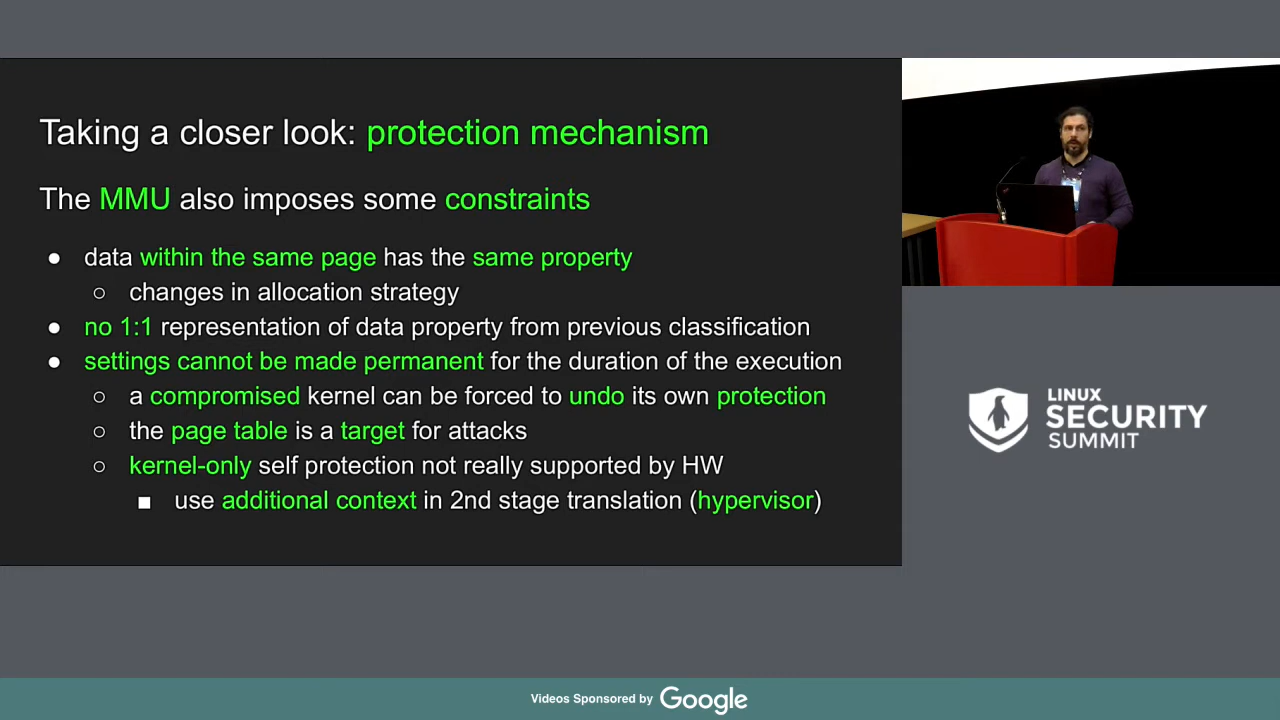 Taking a closer look: protection mechanism
The MMU also imposes some constraints
● data within the same page has the same property
○ changes in allocation strategy
● no 1:1 representation of data property from previous classification
● settings cannot be made permanent for the duration of the execution
○ a compromised kernel can be forced to undo its own protection
○ the page table is a target for attacks
○ kernel-only self protection not really supported by HW
■ use additional context in 2nd stage translation (hypervisor)
LINUX
SECURITY
SUMMIT
Videos Sponsored by Google